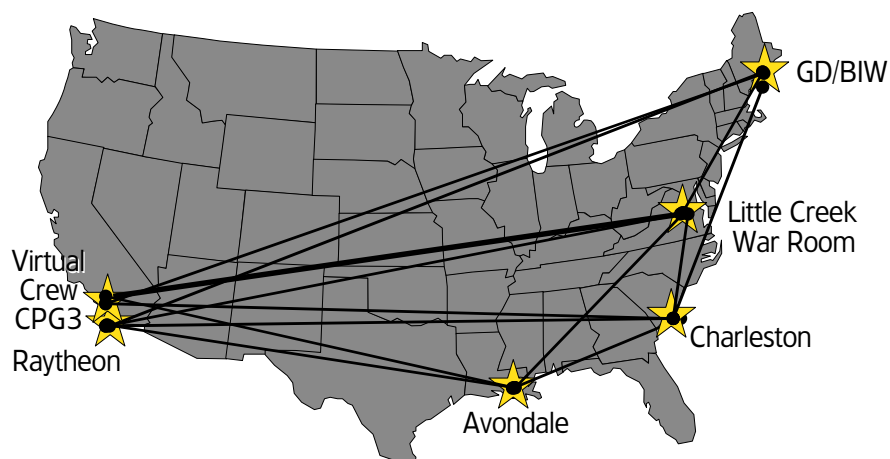 GD/BIW
Little Creek
War Room
Virtual
Crew
CPG3
Raytheon
Charleston
Avondale